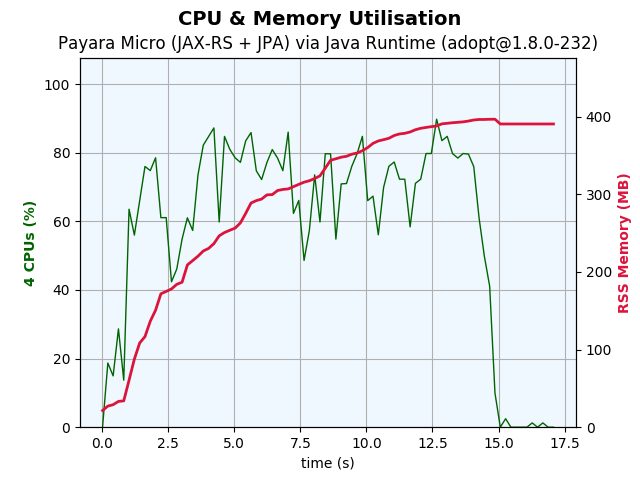 CPU & Memory Utilisation
Payara Micro (JAX-RS + JPA) via Java Runtime (adopt@1.8.0-232)
100
80
60
40
20
0
4 CPUs (%)
400
300
200
100
0
RSS Memory (MB)
0.0 2.5 5.0 7.5 10.0 12.5 15.0 17.5
time (s)